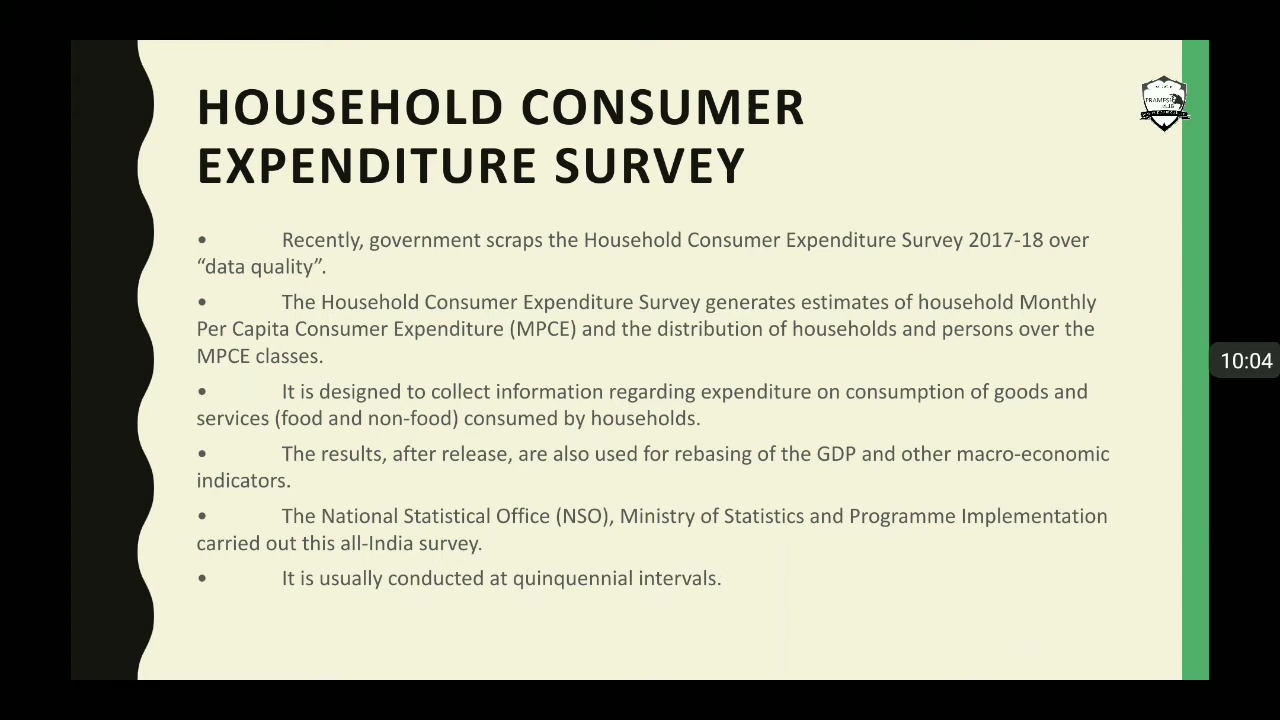 HOUSEHOLD CONSUMER
EXPENDITURE SURVEY
• Recently, government scraps the Household Consumer Expenditure Survey 2017-18 over
“data quality”.
• The Household Consumer Expenditure Survey generates estimates of household Monthly
Per Capita Consumer Expenditure (MPCE) and the distribution of households and persons over the
MPCE classes.
• It is designed to collect information regarding expenditure on consumption of goods and
services (food and non-food) consumed by households.
• The results, after release, are also used for rebasing of the GDP and other macro-economic
indicators.
• The National Statistical Office (NSO), Ministry of Statistics and Programme Implementation
carried out this all-India survey.
• It is usually conducted at quinquennial intervals.
10:04